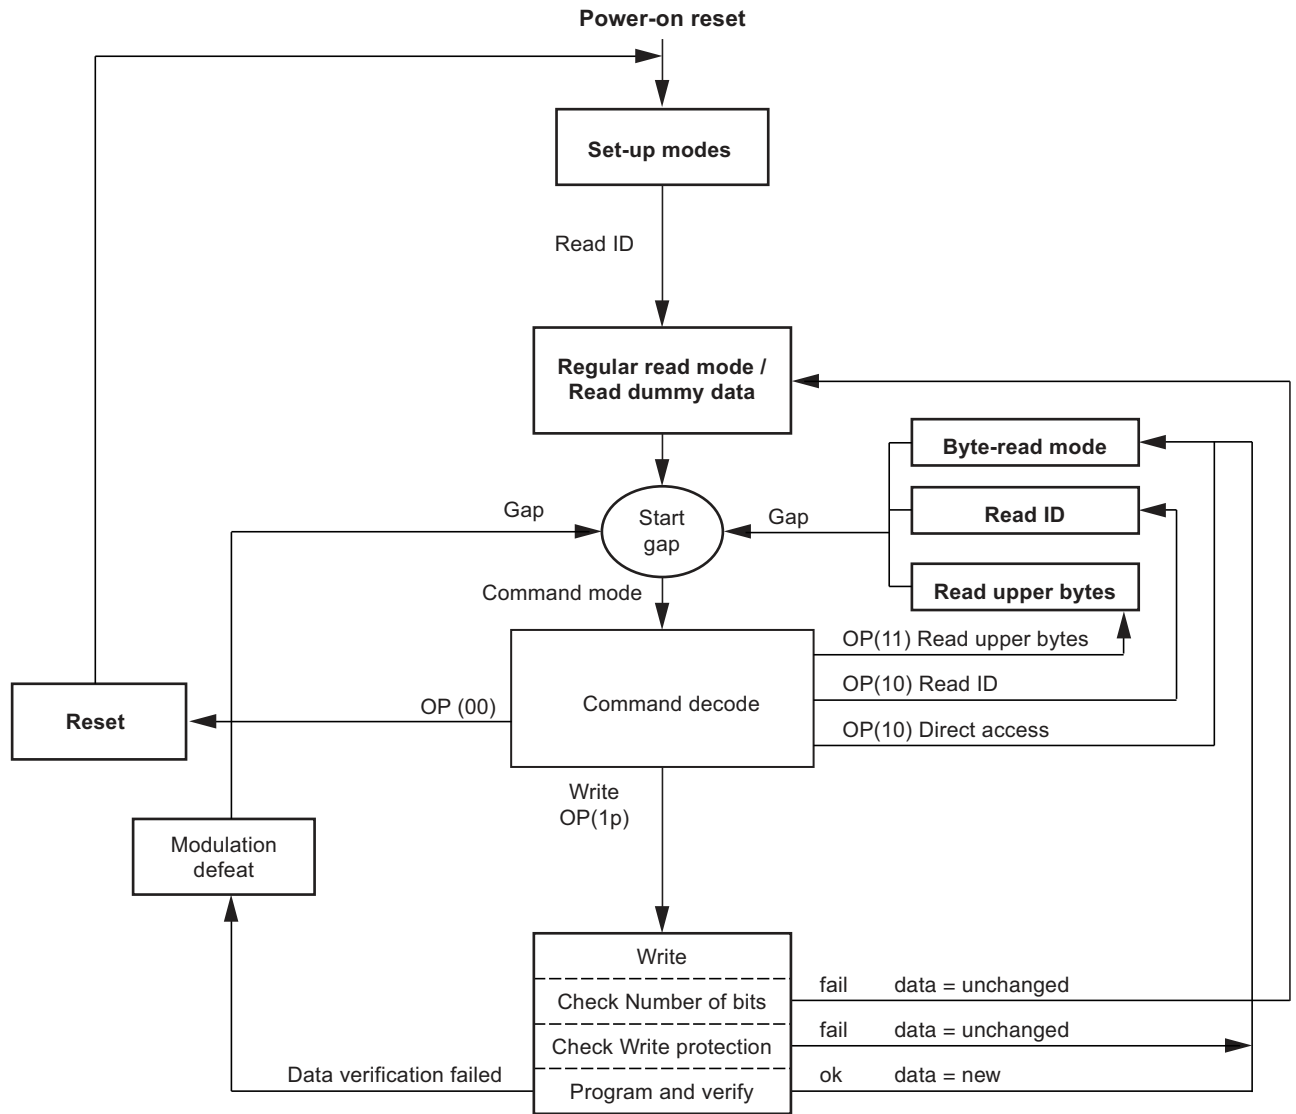 Power-on reset
Set-up modes
Read ID
Regular read mode /
Read dummy data
Byte-read mode
Gap
Start
gap
Gap
Read ID
Command mode
Read upper bytes
OP(11) Read upper bytes
OP(10) Read ID
Command decode
OP (00)
Reset
OP(10) Direct access
Write
OP(1p)
Modulation
defeat
Write
fail data = unchanged
Check Number of bits
fail data = unchanged
Check Write protection
Data verification failed
ok data = new
Program and verify